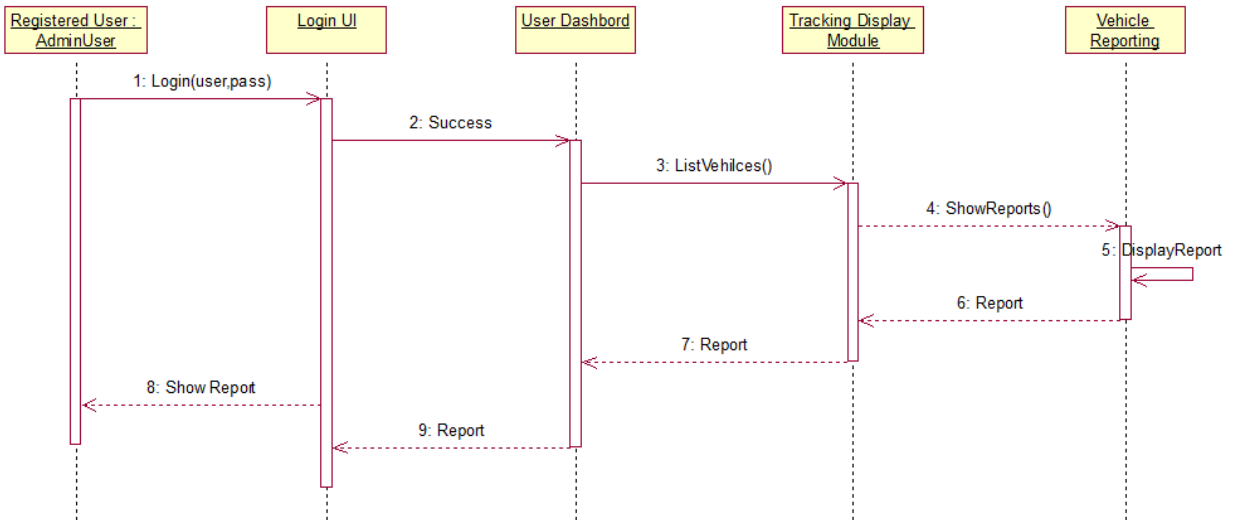 Registered User :
AdminUser
Login UI
User Dashbord
Tracking Display
Module
Vehicle
Reporting
1: Login(user,pass)
2: Success
3: ListVehilces()
4: ShowReports()
5: DisplayReport
6: Report
7: Report
8: Show Report
9: Report